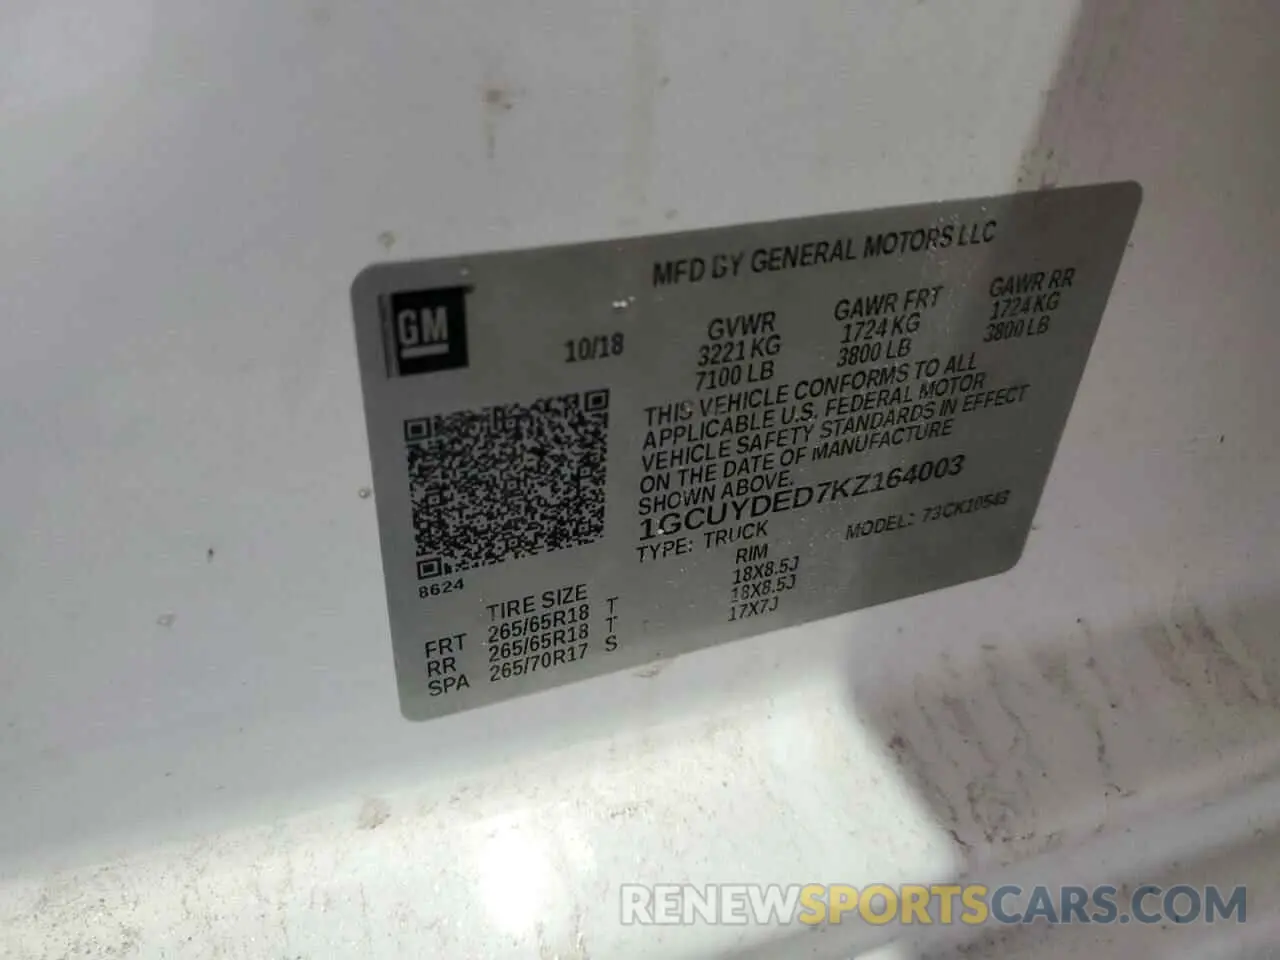 MFD BY GENERAL MOTORS LLC
GM
10/18
GVWR GAWR FRT GAWR RR
3221 KG 1724 KG 1724 KG
7100 LB 3800 LB 3800 LB
THIS VEHICLE CONFORMS TO ALL
APPLICABLE U.S. FEDERAL MOTOR
VEHICLE SAFETY STANDARDS IN EFFECT
ON THE DATE OF MANUFACTURE
SHOWN ABOVE.
1GCUYDED7KZ164003
TYPE: TRUCK MODEL: 73CK10543
8624
TIRE SIZE RIM
FRT 265/65R18 T 18X8.5J
RR 265/65R18 T 18X8.5J
SPA 265/70R17 S 17X7J
RENEWSPORTSCARS.COM